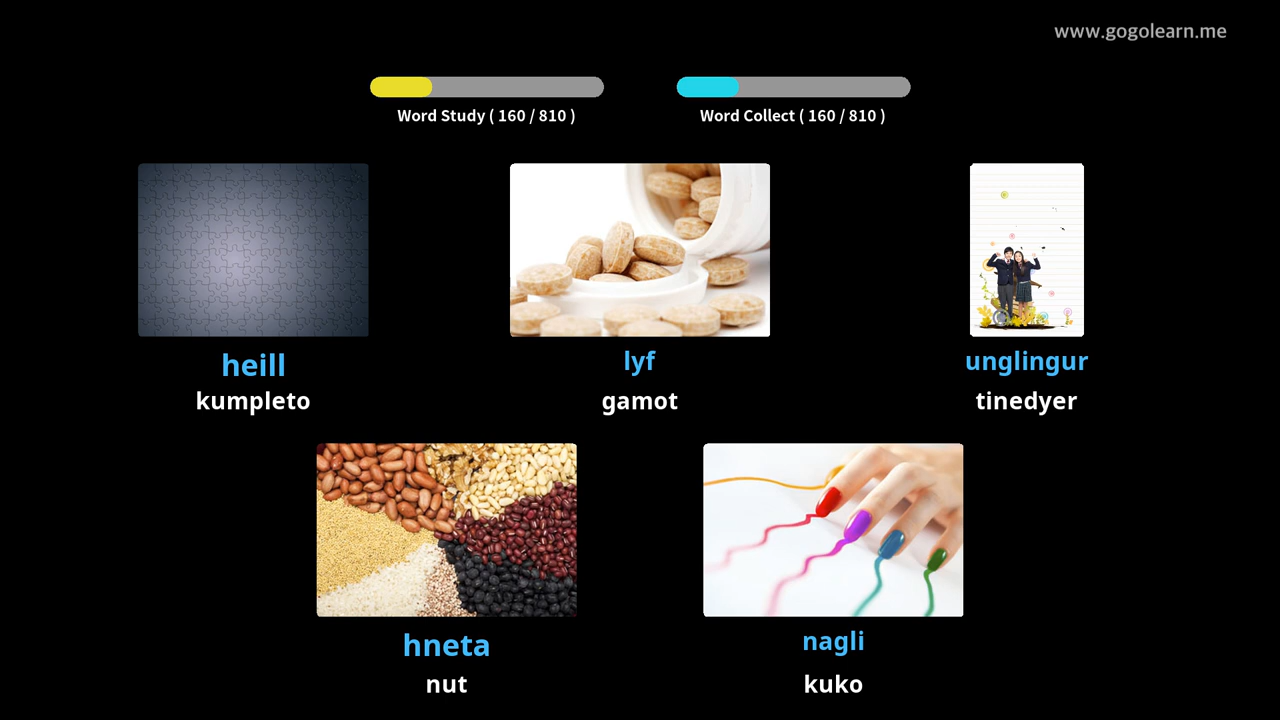 www.gogolearn.me
Word Study ( 160 / 810 )
Word Collect ( 160 / 810 )
heill
kumpleto
lyf
gamot
unglingur
tinedyer
hneta
nut
nagli
kuko